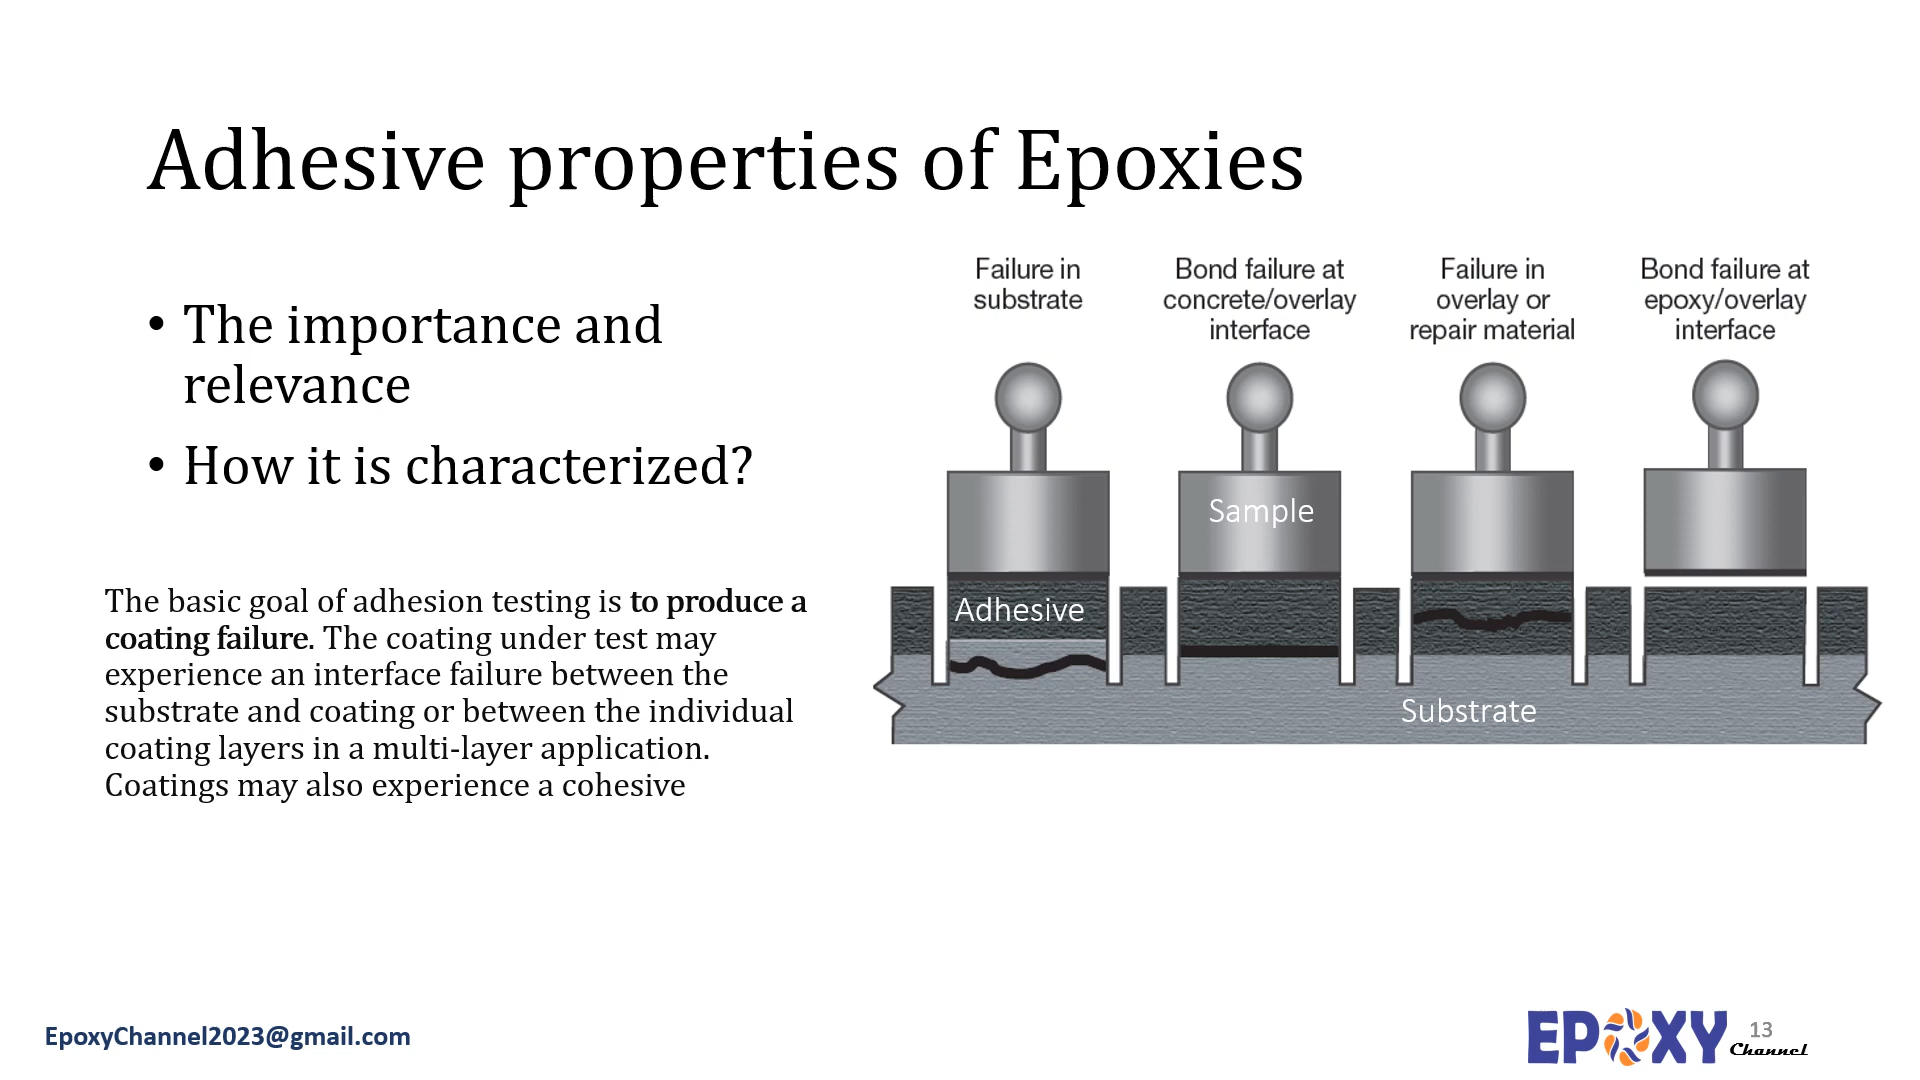 Adhesive properties of Epoxies
• The importance and
relevance
• How it is characterized?
The basic goal of adhesion testing is to produce a
coating failure. The coating under test may
experience an interface failure between the
substrate and coating or between the individual
coating layers in a multi-layer application.
Coatings may also experience a cohesive
Failure in
substrate
Bond failure at
concrete/overlay
interface
Failure in
overlay or
repair material
Bond failure at
epoxy/overlay
interface
Sample
Adhesive
Substrate
EpoxyChannel2023@gmail.com
EPOXY
Channel
13